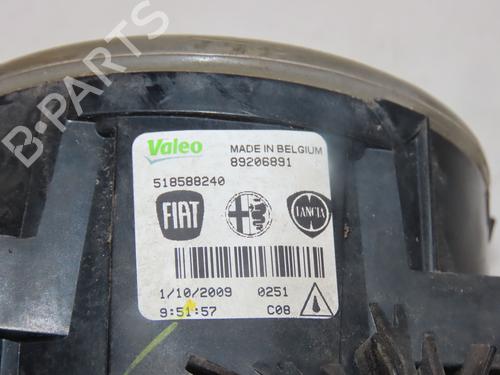 B-PARTS
Valeo
MADE IN BELGIUM
89206891
518588240
FIAT
LANCIA
1/10/2009 0251
9:51:57 C08